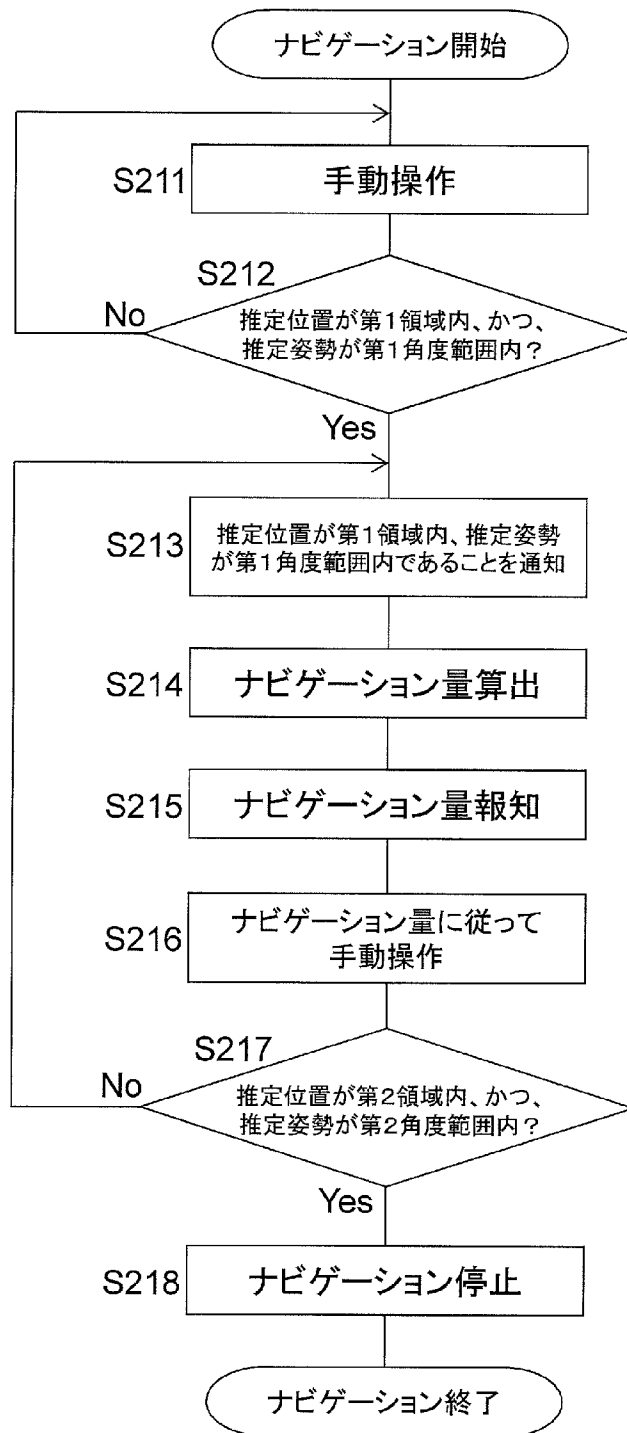 ナビゲーション開始
S211
手動操作
S212
No
推定位置が第1領域内、かつ、
推定姿勢が第1角度範囲内?
Yes
S213
推定位置が第1領域内、推定姿勢
が第1角度範囲内であることを通知
S214
ナビゲーション量算出
S215
ナビゲーション量報知
S216
ナビゲーション量に従って
手動操作
S217
No
推定位置が第2領域内、かつ、
推定姿勢が第2角度範囲内?
Yes
S218
ナビゲーション停止
ナビゲーション終了